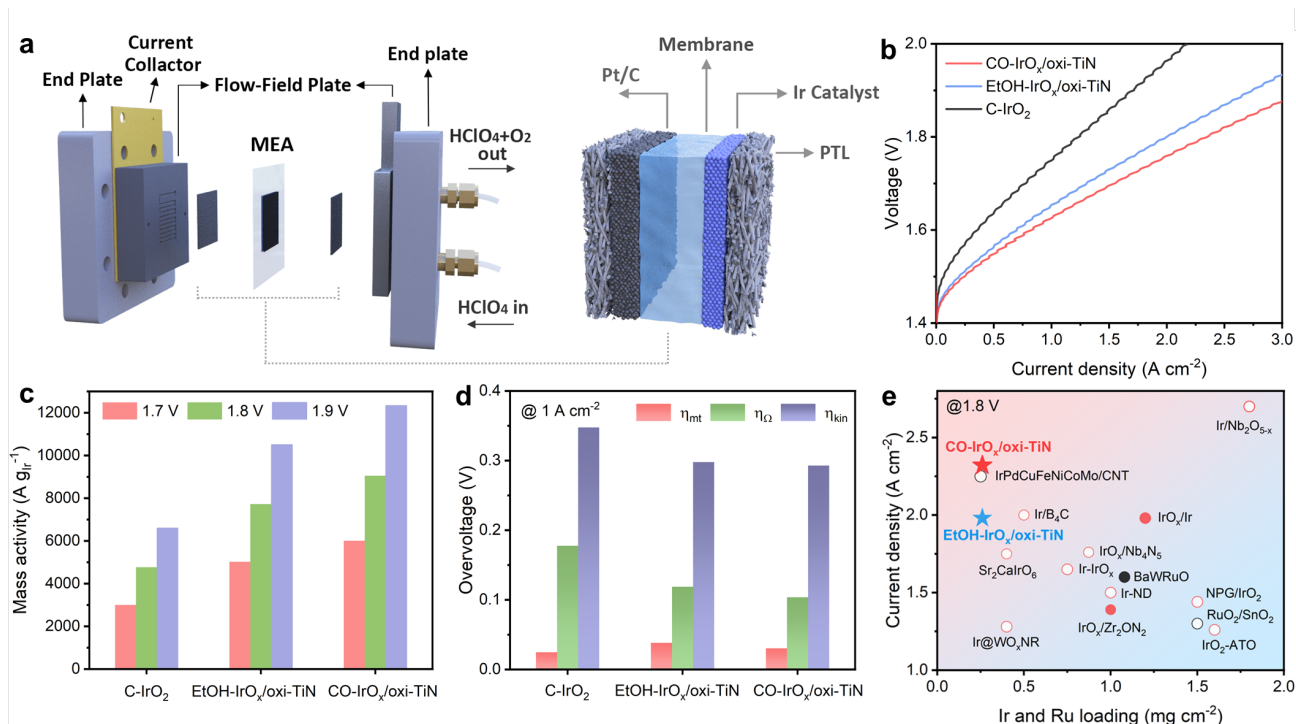 a
Current
Collactor
End Plate
Flow-Field Plate
End plate
MEA
HClO₄+O₂
out
HClO₄ in
Membrane
Pt/C
Ir Catalyst
PTL
b
CO-IrOₓ/oxi-TiN
EtOH-IrOₓ/oxi-TiN
C-IrO₂
Voltage (V)
2.0
1.8
1.6
1.4
0.0 0.5 1.0 1.5 2.0 2.5 3.0
Current density (A cm⁻²)
c
1.7 V 1.8 V 1.9 V
Mass activity (A gIr⁻¹)
12000
10000
8000
6000
4000
2000
0
C-IrO₂ EtOH-IrOₓ/oxi-TiN CO-IrOₓ/oxi-TiN
d
@ 1 A cm⁻²
ηmt ηΩ ηkin
Overvoltage (V)
0.4
0.3
0.2
0.1
0.0
C-IrO₂ EtOH-IrOₓ/oxi-TiN CO-IrOₓ/oxi-TiN
e
@1.8 V
Current density (A cm⁻²)
2.5
2.0
1.5
1.0
Ir/Nb₂O₅₋ₓ
CO-IrOₓ/oxi-TiN
IrPdCuFeNiCoMo/CNT
Ir/B₄C
IrOₓ/Ir
EtOH-IrOₓ/oxi-TiN
IrOₓ/Nb₄N₅
Sr₂CaIrO₆
Ir-IrOₓ
BaWRuO
Ir-ND
NPG/IrO₂
RuO₂/SnO₂
IrOₓ/Zr₂ON₂
Ir@WOₓNR
IrO₂-ATO
0.0 0.5 1.0 1.5 2.0
Ir and Ru loading (mg cm⁻²)